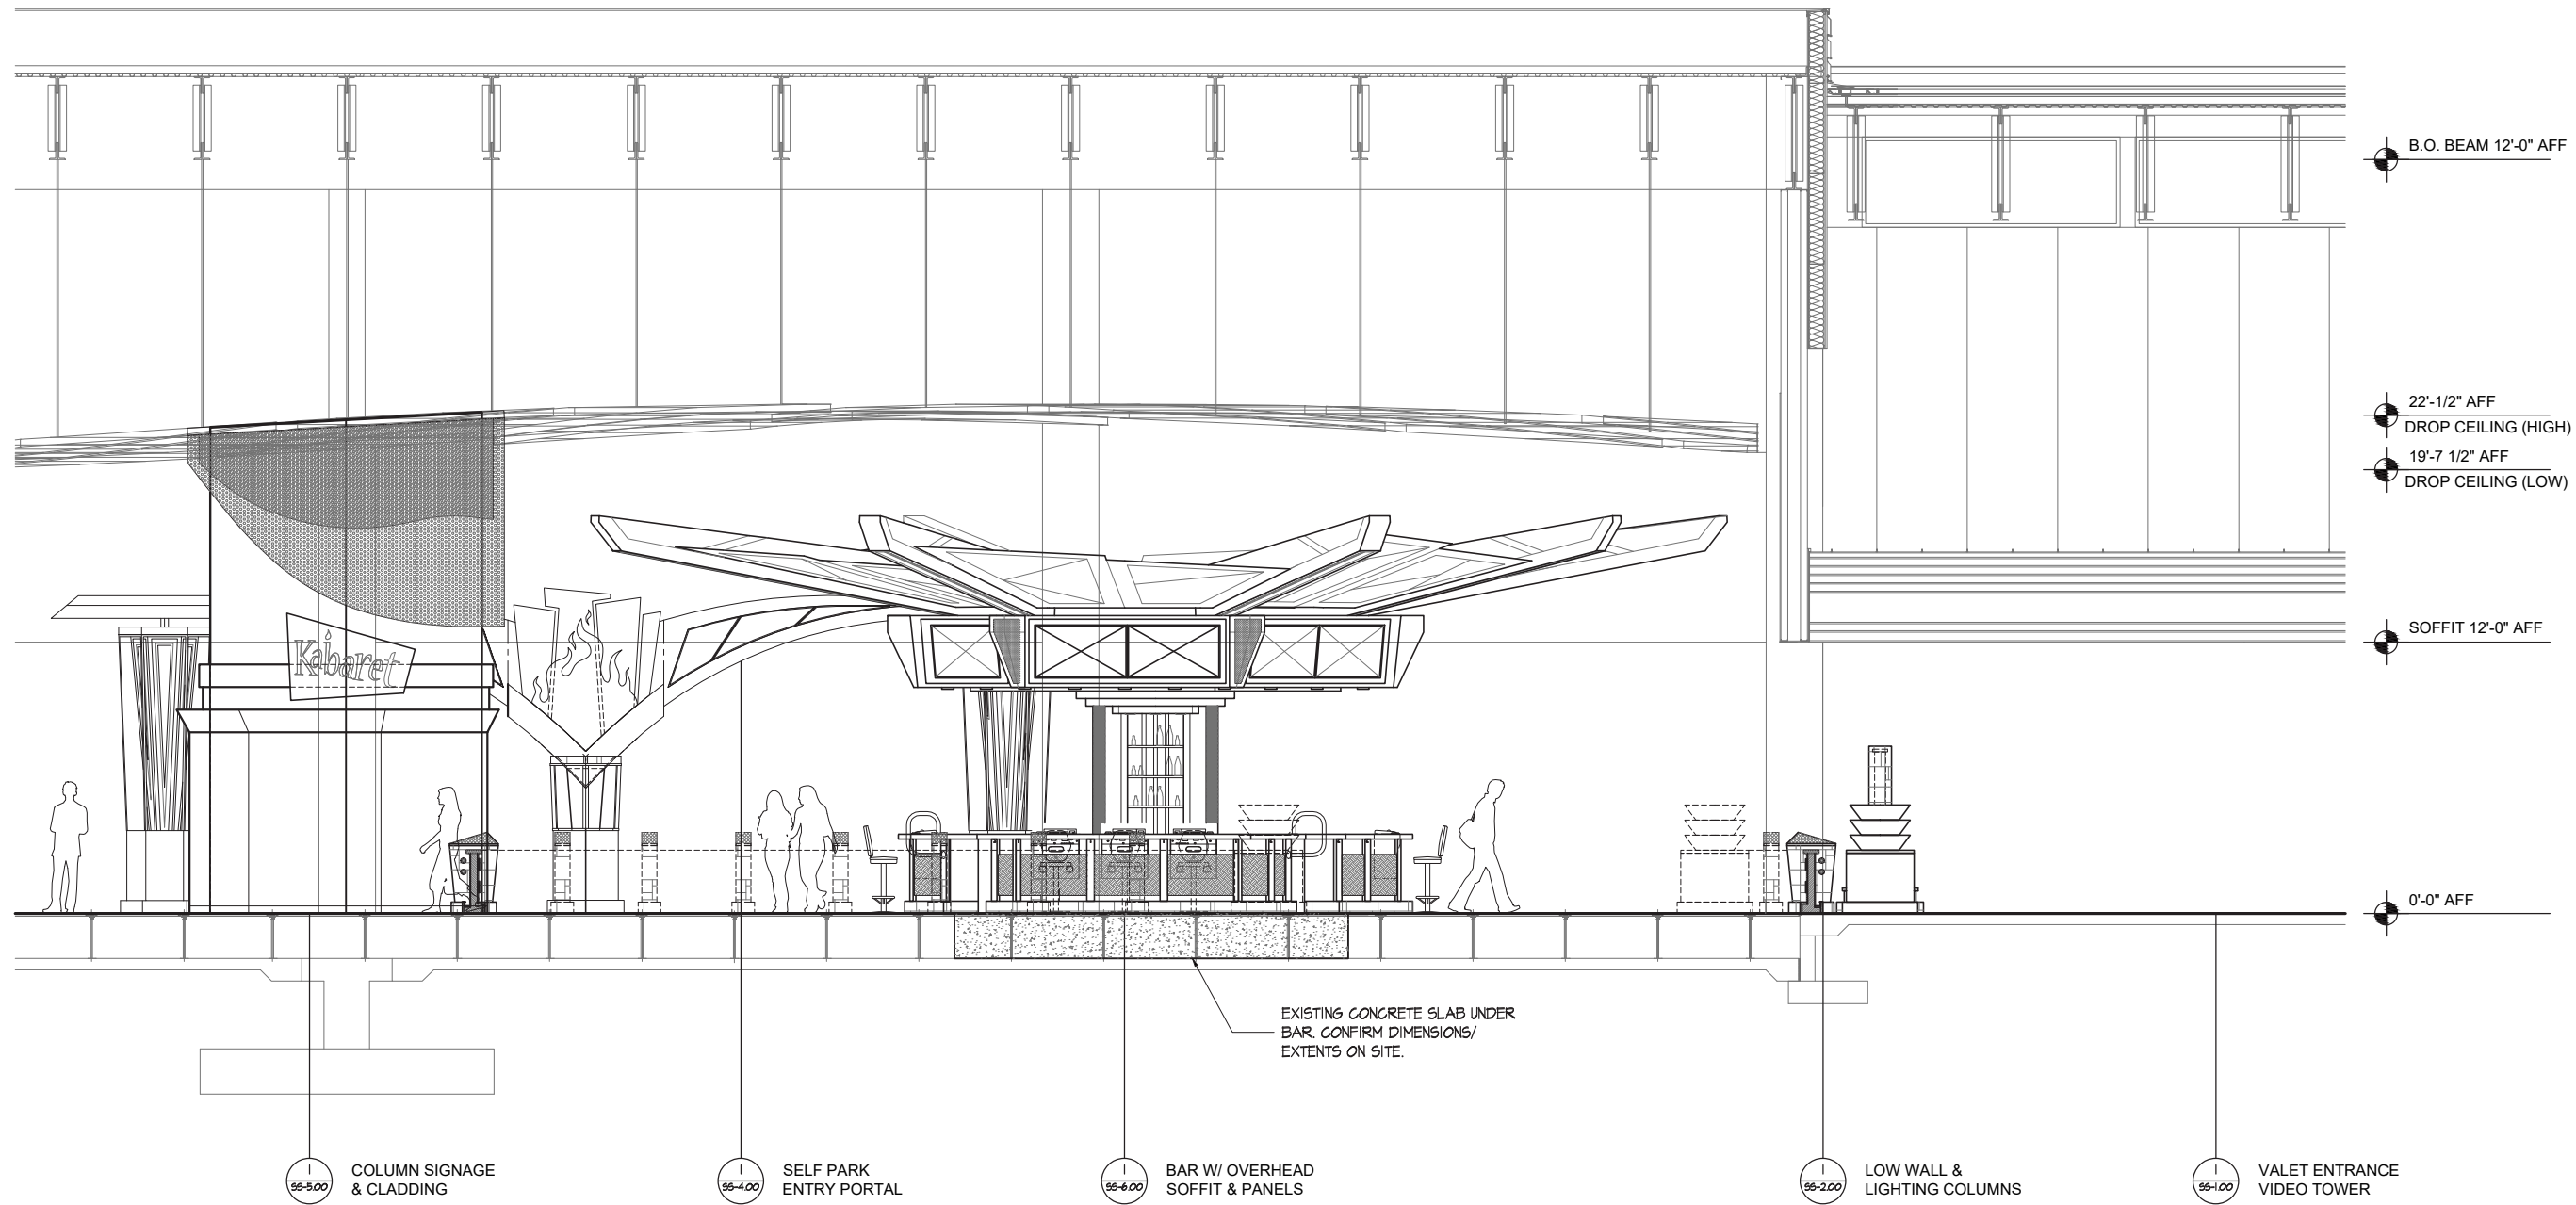 B.O. BEAM 12'-0" AFF
22'-1/2" AFF
DROP CEILING (HIGH)
19'-7 1/2" AFF
DROP CEILING (LOW)
SOFFIT 12'-0" AFF
Kabaret
0'-0" AFF
EXISTING CONCRETE SLAB UNDER
BAR. CONFIRM DIMENSIONS/
EXTENTS ON SITE.
1
SS-5.00
COLUMN SIGNAGE
& CLADDING
1
SS-4.00
SELF PARK
ENTRY PORTAL
1
SS-6.00
BAR W/ OVERHEAD
SOFFIT & PANELS
1
SS-2.00
LOW WALL &
LIGHTING COLUMNS
1
SS-1.00
VALET ENTRANCE
VIDEO TOWER